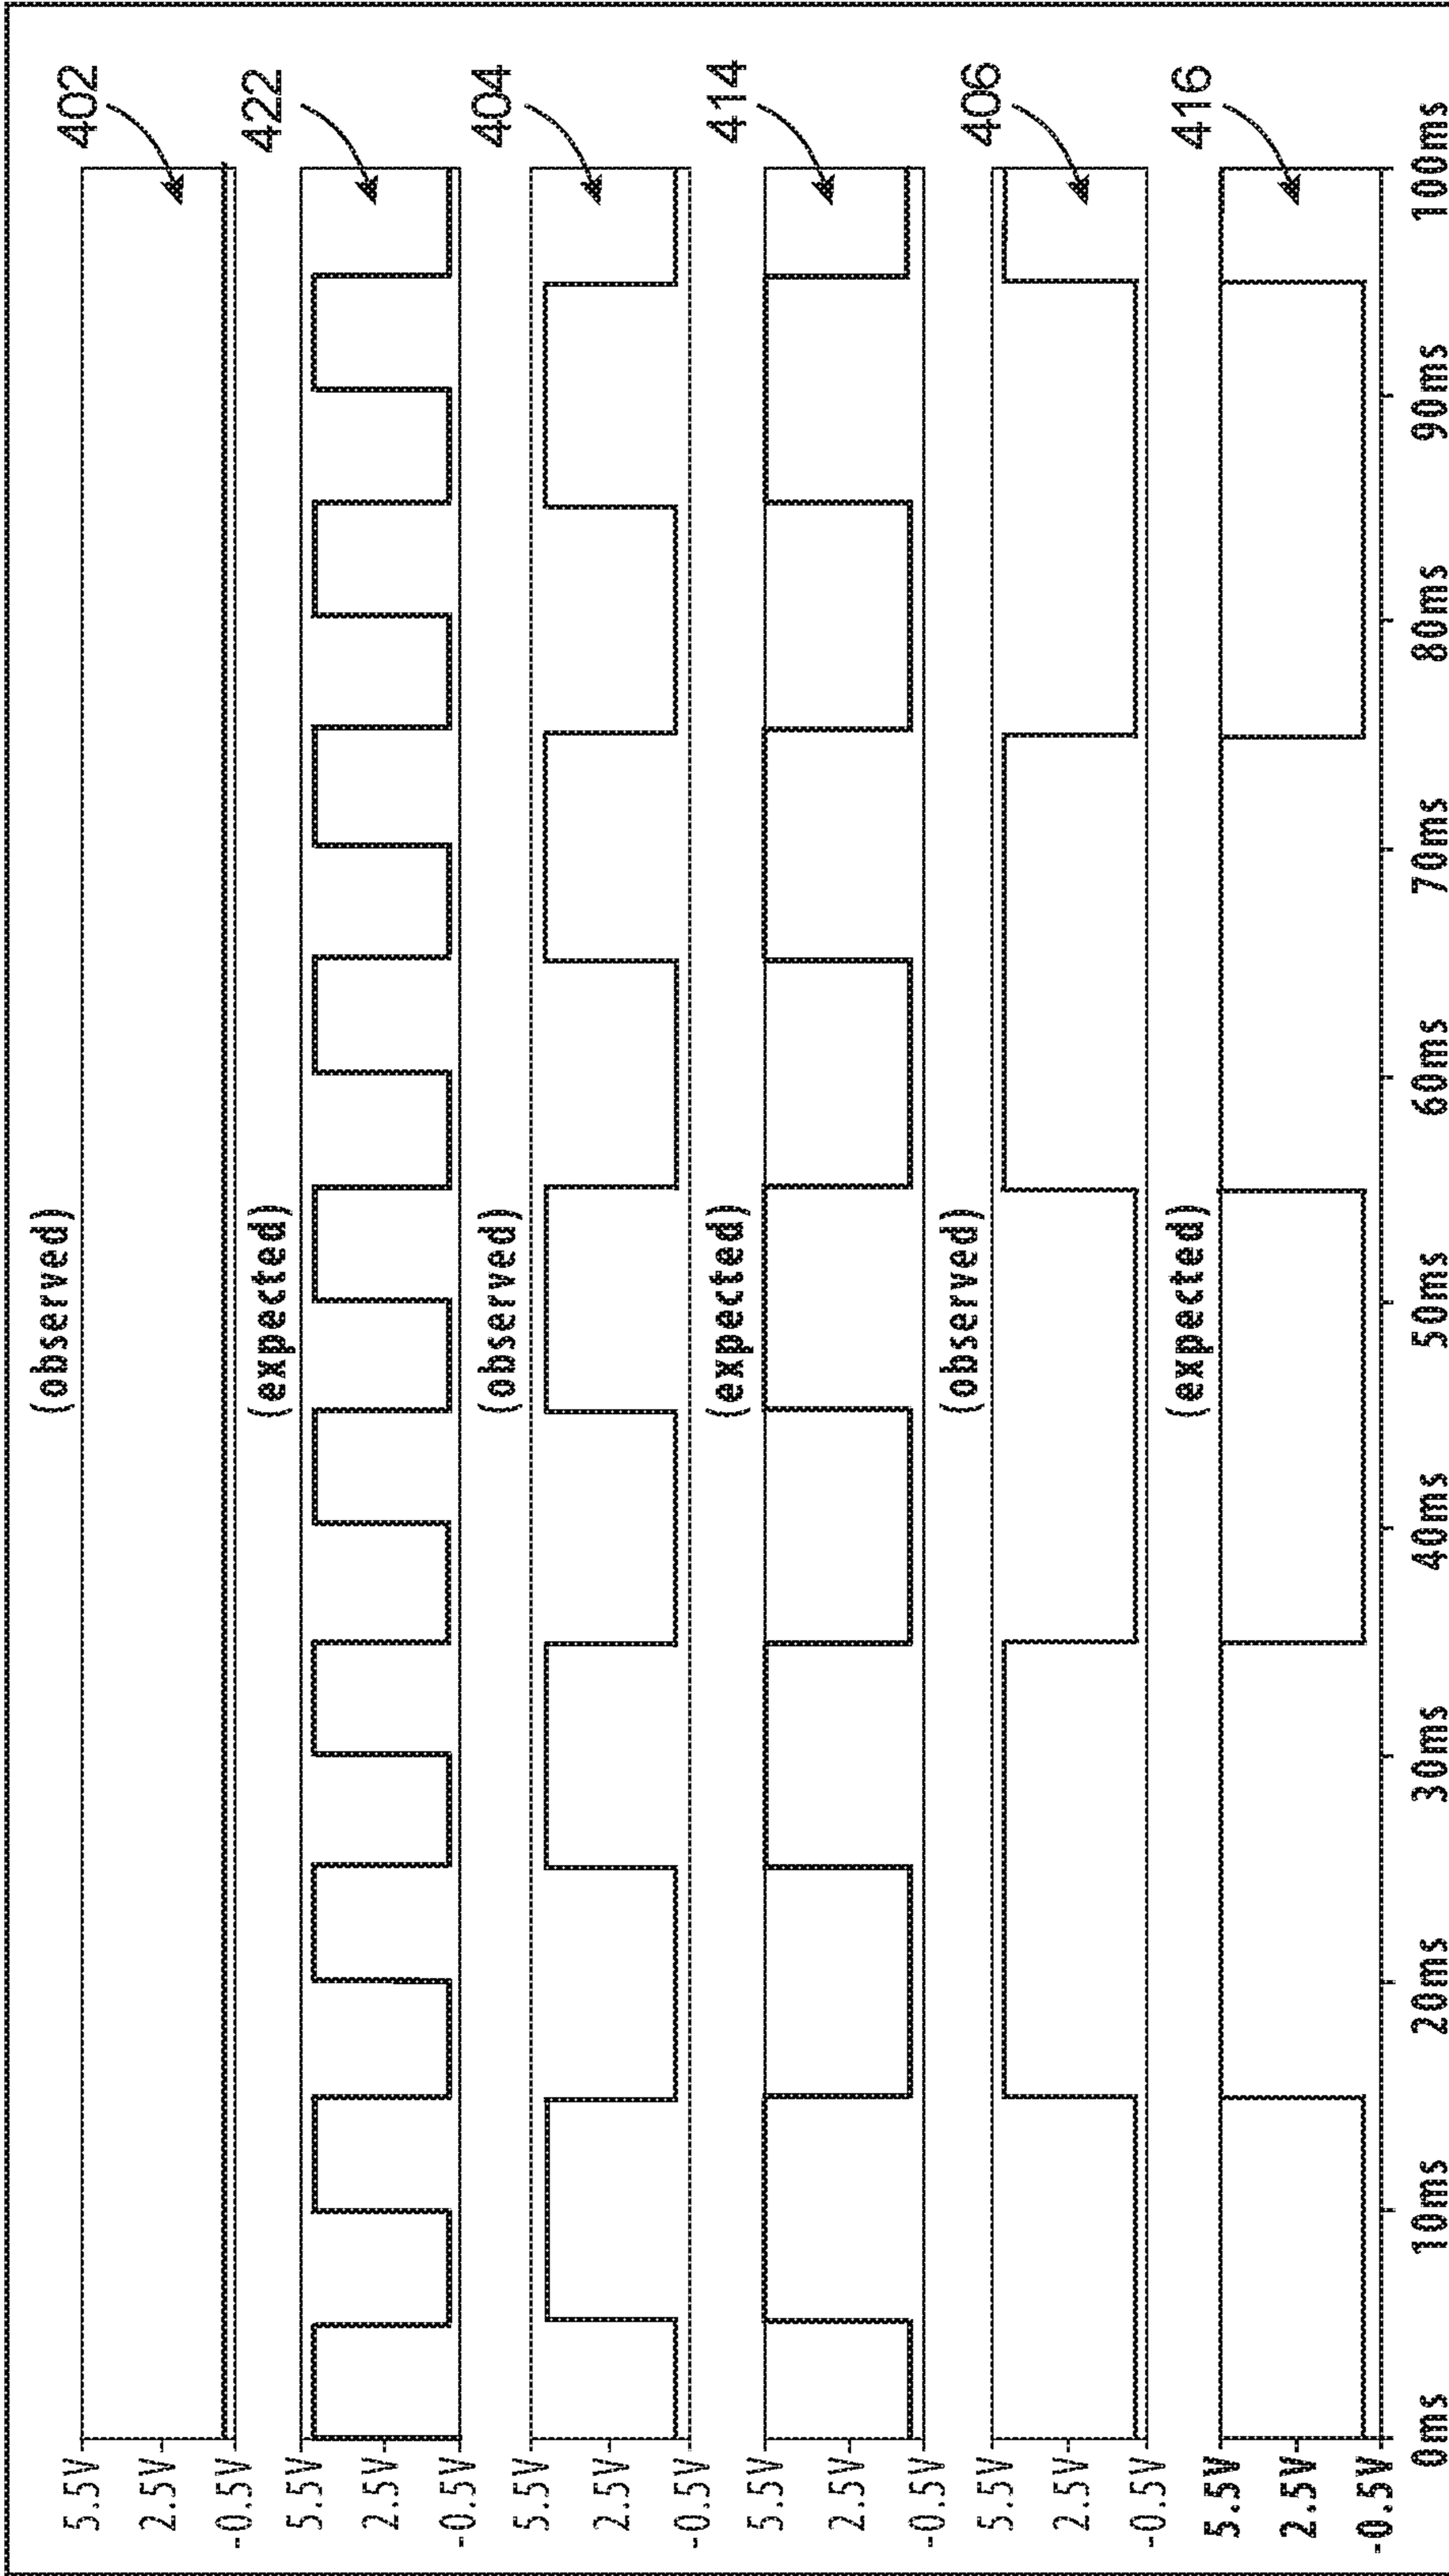 (observed)
402
5.5V
2.5V
-0.5V
(expected)
422
5.5V
2.5V
-0.5V
(observed)
404
5.5V
2.5V
-0.5V
(expected)
414
5.5V
2.5V
-0.5V
(observed)
406
5.5V
2.5V
-0.5V
(expected)
416
5.5V
2.5V
-0.5V
0ms 10ms 20ms 30ms 40ms 50ms 60ms 70ms 80ms 90ms 100ms